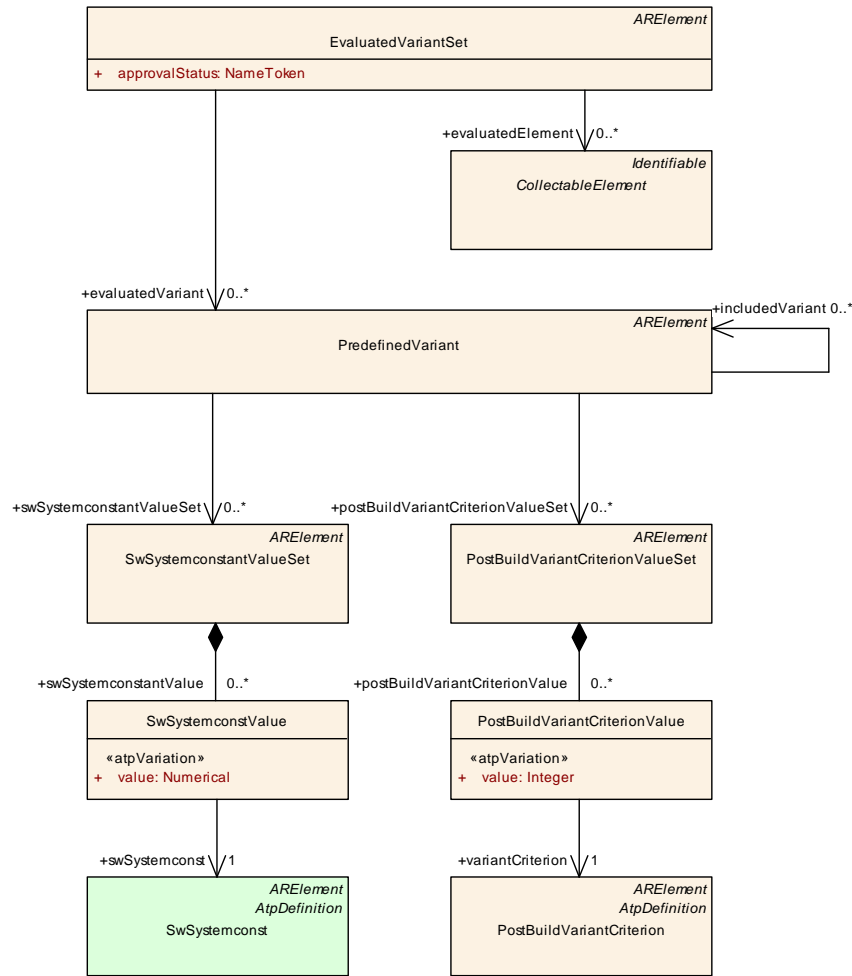 ARElement
EvaluatedVariantSet
+ approvalStatus: NameToken
+evaluatedElement 0..*
Identifiable
CollectableElement
+evaluatedVariant 0..*
+includedVariant 0..*
ARElement
PredefinedVariant
+swSystemconstantValueSet 0..* +postBuildVariantCriterionValueSet 0..*
ARElement
SwSystemconstantValueSet
ARElement
PostBuildVariantCriterionValueSet
+swSystemconstantValue 0..* +postBuildVariantCriterionValue 0..*
SwSystemconstValue
«atpVariation»
+ value: Numerical
PostBuildVariantCriterionValue
«atpVariation»
+ value: Integer
+swSystemconst 1 +variantCriterion 1
ARElement
AtpDefinition
SwSystemconst
ARElement
AtpDefinition
PostBuildVariantCriterion